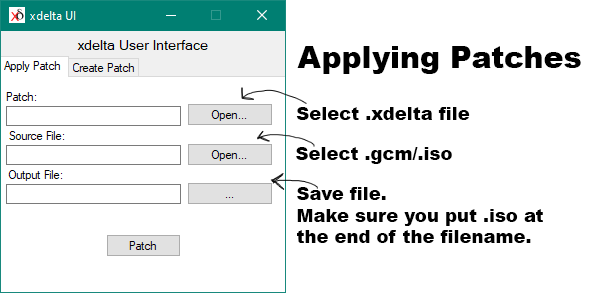 xdelta UI
xdelta User Interface
Apply Patch
Create Patch
Patch:
Open...
Source File:
Open...
Output File:
...
Patch
Applying Patches
Select .xdelta file
Select .gcm/.iso
Save file.
Make sure you put .iso at
the end of the filename.